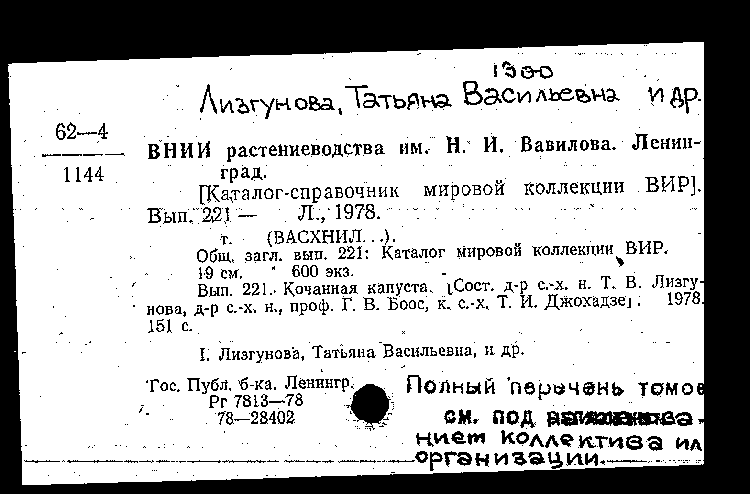 1300
Лизгунова, Татьяна Васильевна и др.
62—4
1144
ВНИИ растениеводства им. Н. И. Вавилова. Ленин-
град.
[Каталог-справочник мировой коллекции ВИР].
Вып. 221 — Л., 1978.
т. (ВАСХНИЛ...).
Общ. загл. вып. 221: Каталог мировой коллекции ВИР.
19 см. 600 экз.
Вып. 221. Кочанная капуста. [Сост. д-р с.-х. н. Т. В. Лизгу-
нова, д-р с.-х. н., проф. Г. В. Боос, к. с.-х. Т. И. Джохадзе]. 1978.
151 с.
I. Лизгунова, Татьяна Васильевна, и др.
Гос. Публ. б-ка. Ленингр.
Рг 7813—78
78—28402
Полный перечень томов
см. под
нием коллектива ил
организации.